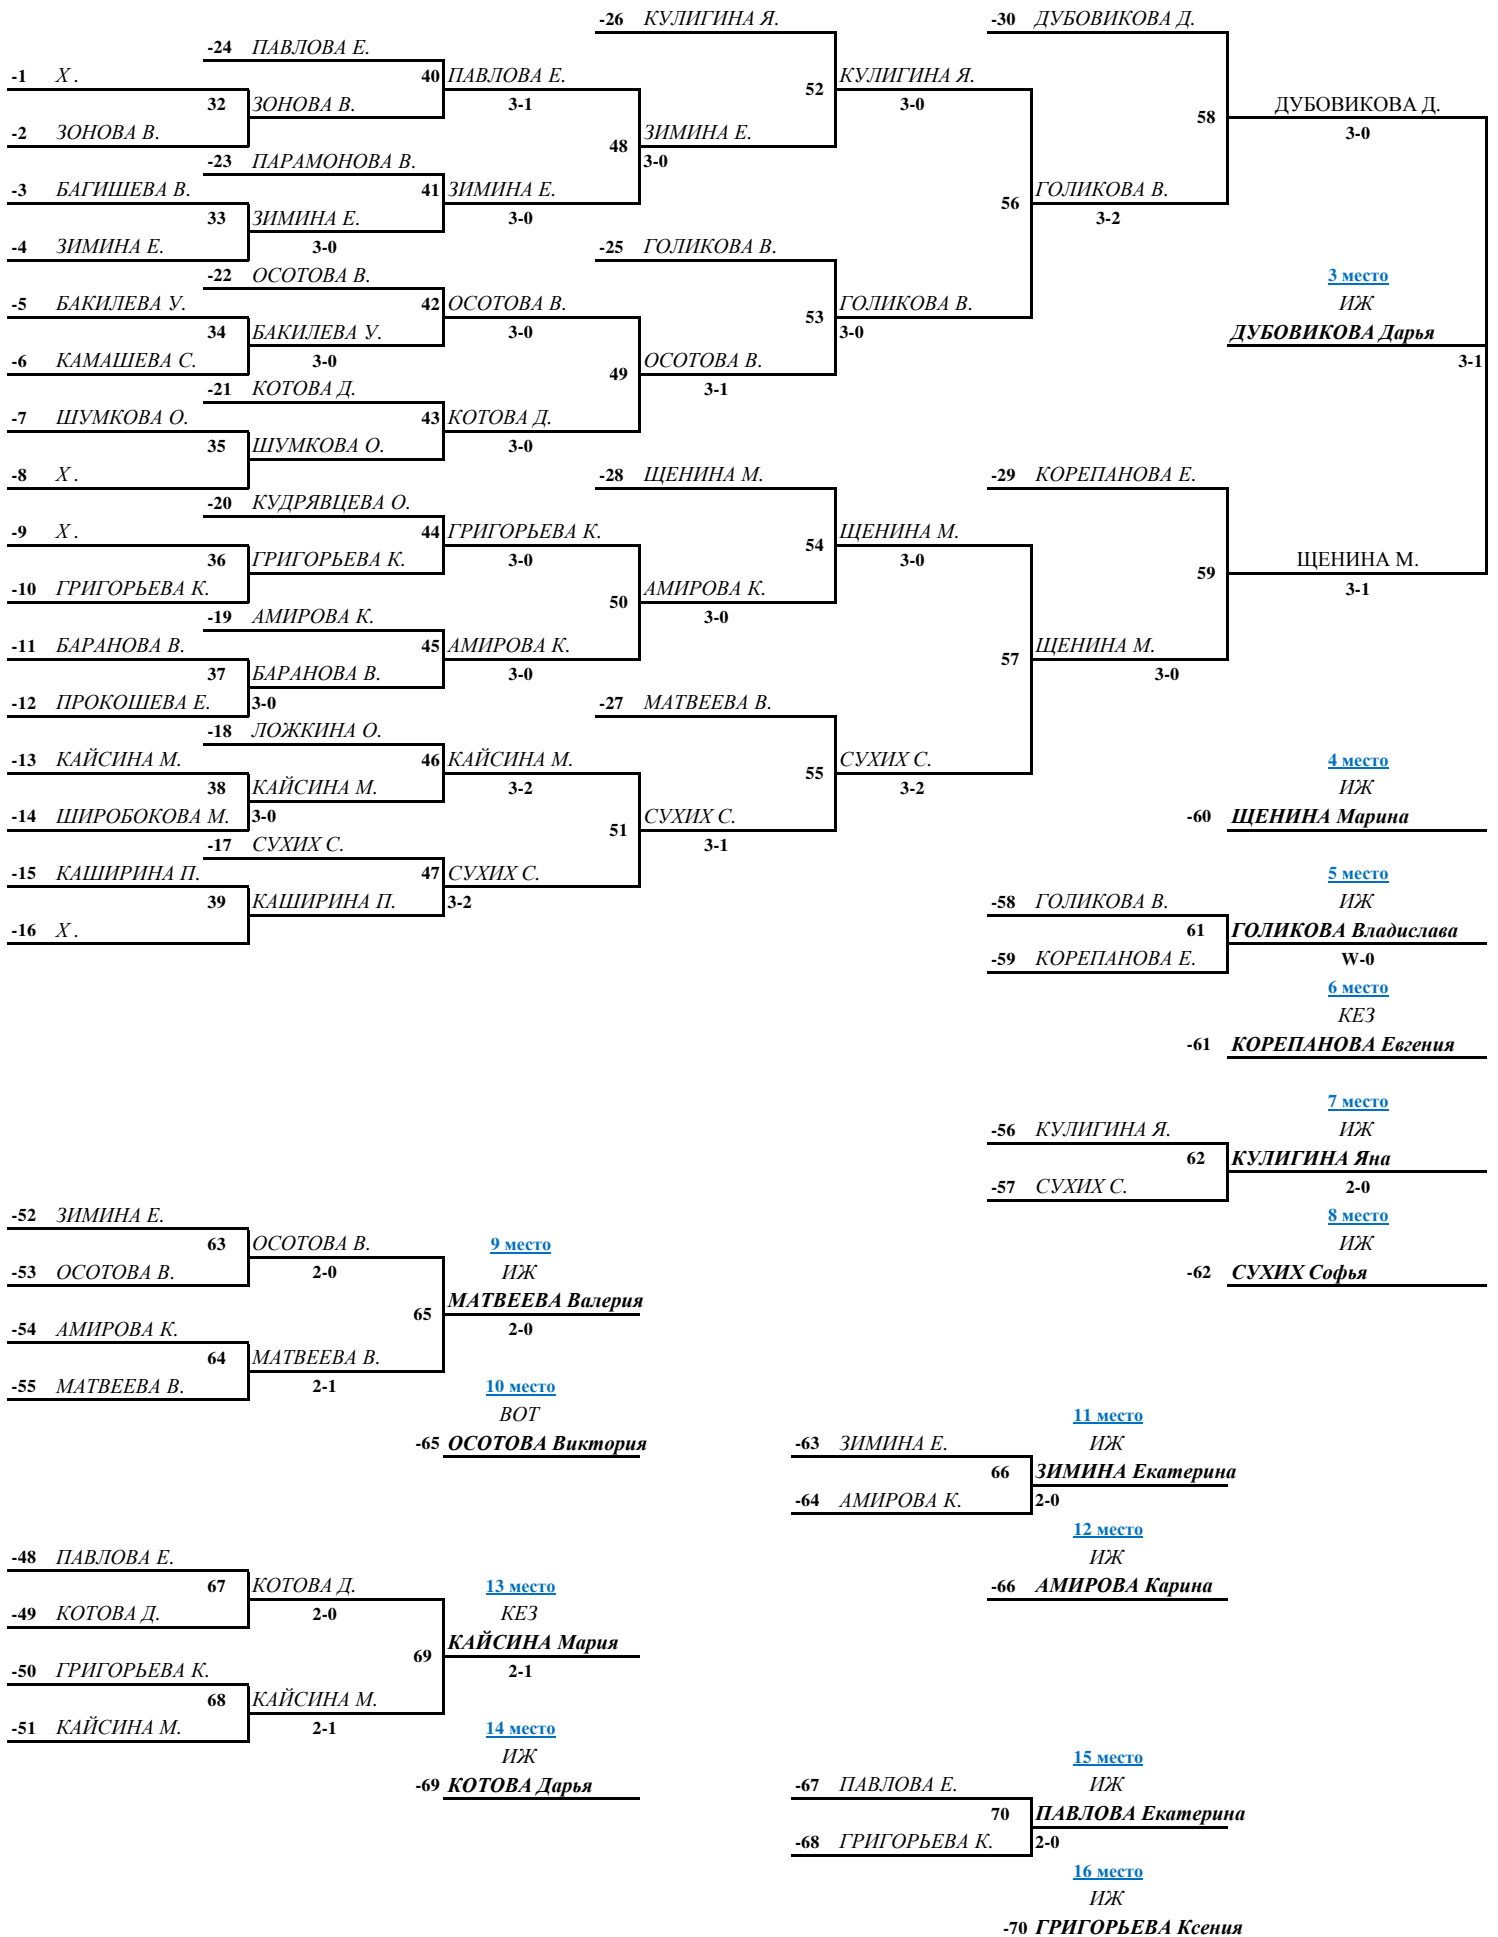 -26 КУЛИГИНА Я. -30 ДУБОВИКОВА Д.
-24 ПАВЛОВА Е.
-1 X . 40 ПАВЛОВА Е. 52 КУЛИГИНА Я.
32 ЗОНОВА В. 3-1 3-0 58 ДУБОВИКОВА Д.
-2 ЗОНОВА В. 48 ЗИМИНА Е. 3-0
-23 ПАРАМОНОВА В. 3-0
-3 БАГИШЕВА В. 41 ЗИМИНА Е. 56 ГОЛИКОВА В.
33 ЗИМИНА Е. 3-0 3-2
-4 ЗИМИНА Е. 3-0 -25 ГОЛИКОВА В.
-22 ОСОТОВА В. 3 место
-5 БАКИЛЕВА У. 42 ОСОТОВА В. 53 ГОЛИКОВА В. ИЖ
34 БАКИЛЕВА У. 3-0 3-0 ДУБОВИКОВА Дарья
-6 КАМАШЕВА С. 3-0 49 ОСОТОВА В. 3-1
-21 КОТОВА Д. 3-1
-7 ШУМКОВА О. 43 КОТОВА Д.
35 ШУМКОВА О. 3-0
-8 X . -28 ЩЕНИНА М. -29 КОРЕПАНОВА Е.
-20 КУДРЯВЦЕВА О.
-9 X . 44 ГРИГОРЬЕВА К. 54 ЩЕНИНА М.
36 ГРИГОРЬЕВА К. 3-0 3-0 59 ЩЕНИНА М.
-10 ГРИГОРЬЕВА К. 50 АМИРОВА К. 3-1
-19 АМИРОВА К. 3-0
-11 БАРАНОВА В. 45 АМИРОВА К. 57 ЩЕНИНА М.
37 БАРАНОВА В. 3-0 3-0
-12 ПРОКОШЕВА Е. 3-0 -27 МАТВЕЕВА В.
-18 ЛОЖКИНА О.
-13 КАЙСИНА М. 46 КАЙСИНА М. 55 СУХИХ С. 4 место
38 КАЙСИНА М. 3-2 3-2 ИЖ
-14 ШИРОБОКОВА М. 3-0 51 СУХИХ С. -60 ЩЕНИНА Марина
-17 СУХИХ С. 3-1
-15 КАШИРИНА П. 47 СУХИХ С. 5 место
39 КАШИРИНА П. 3-2 -58 ГОЛИКОВА В. ИЖ
-16 X . 61 ГОЛИКОВА Владислава
-59 КОРЕПАНОВА Е. W-0
6 место
КЕЗ
-61 КОРЕПАНОВА Евгения
7 место
-56 КУЛИГИНА Я. ИЖ
62 КУЛИГИНА Яна
-57 СУХИХ С. 2-0
-52 ЗИМИНА Е. 8 место
63 ОСОТОВА В. 9 место ИЖ
-53 ОСОТОВА В. 2-0 ИЖ -62 СУХИХ Софья
65 МАТВЕЕВА Валерия
-54 АМИРОВА К. 2-0
64 МАТВЕЕВА В.
-55 МАТВЕЕВА В. 2-1 10 место
ВОТ 11 место
-65 ОСОТОВА Виктория -63 ЗИМИНА Е. ИЖ
66 ЗИМИНА Екатерина
-64 АМИРОВА К. 2-0
12 место
-48 ПАВЛОВА Е. ИЖ
67 КОТОВА Д. 13 место -66 АМИРОВА Карина
-49 КОТОВА Д. 2-0 КЕЗ
69 КАЙСИНА Мария
-50 ГРИГОРЬЕВА К. 2-1
68 КАЙСИНА М.
-51 КАЙСИНА М. 2-1 14 место
ИЖ 15 место
-69 КОТОВА Дарья -67 ПАВЛОВА Е. ИЖ
70 ПАВЛОВА Екатерина
-68 ГРИГОРЬЕВА К. 2-0
16 место
ИЖ
-70 ГРИГОРЬЕВА Ксения